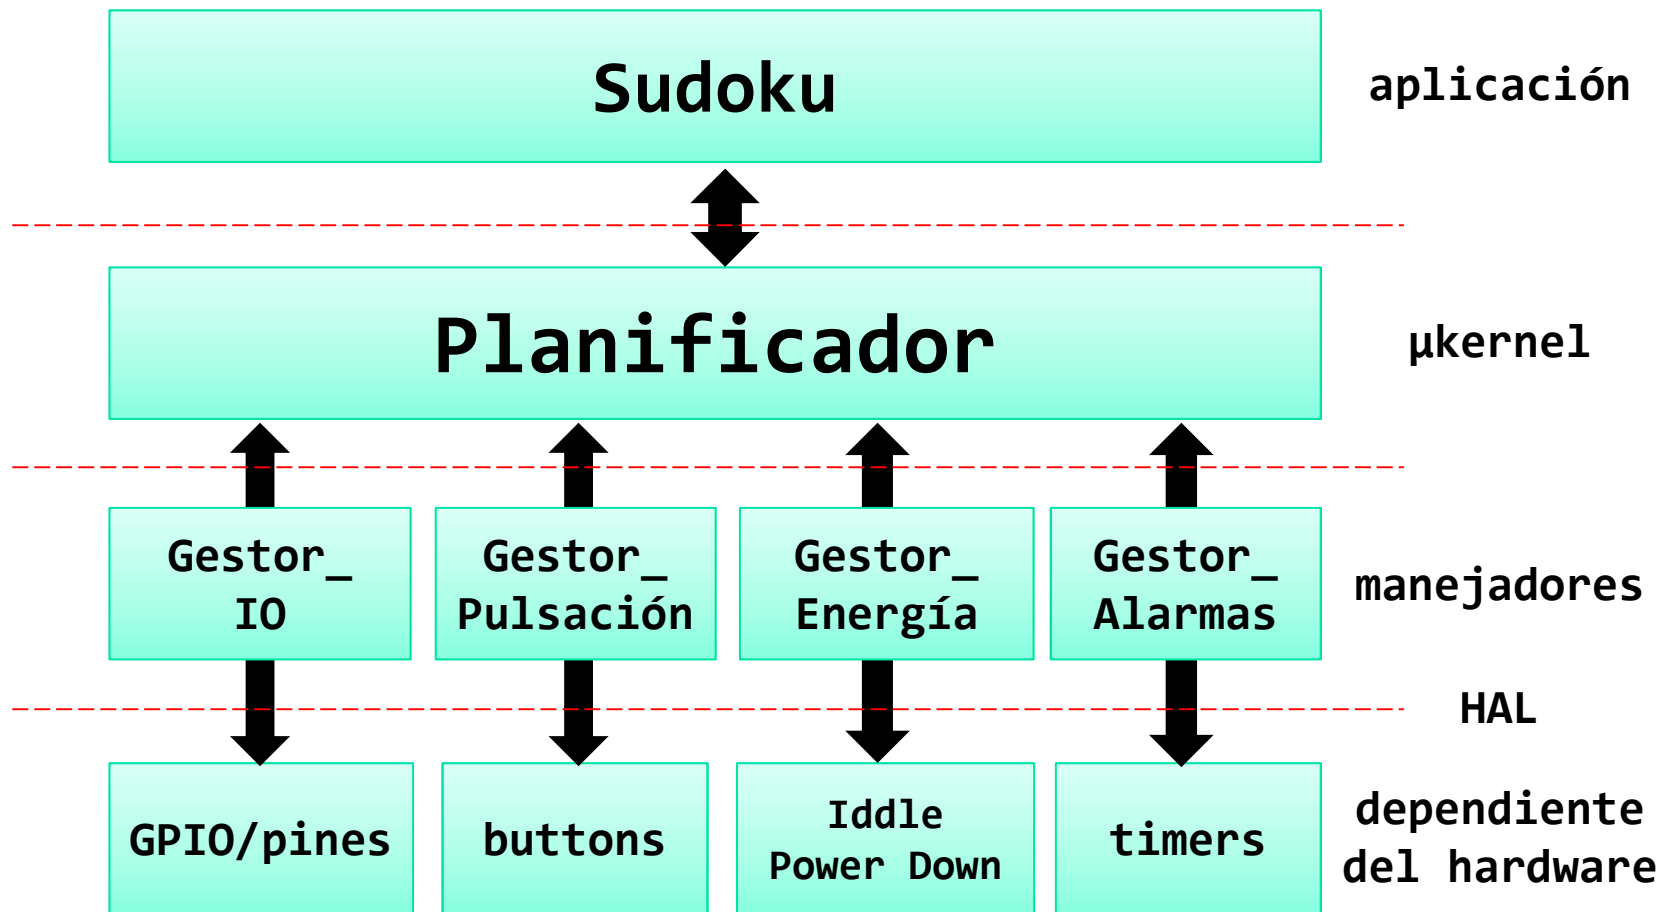 Sudoku
aplicación
Planificador
µkernel
Gestor_
IO
Gestor_
Pulsación
Gestor_
Energía
Gestor_
Alarmas
manejadores
HAL
GPIO/pines
buttons
Iddle
Power Down
timers
dependiente
del hardware